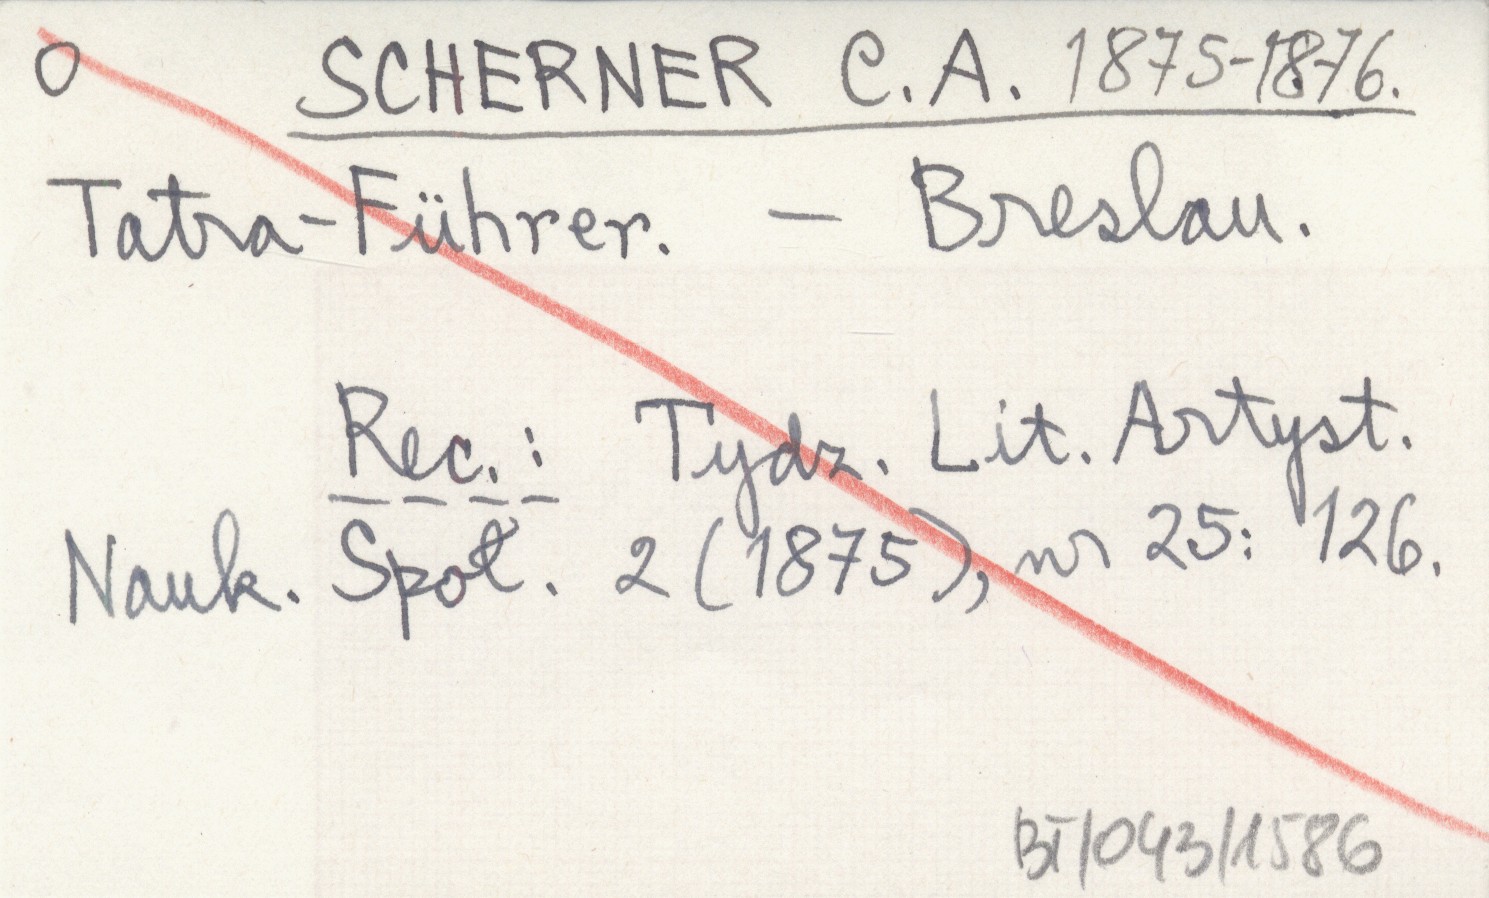 O SCHERNER C.A. 1875-1876.
Tatra-Führer. — Breslau.
Rec.: Tydz. Lit. Artyst.
Nauk. Społ. 2 (1875), nr 25: 126.
BT/043/1586